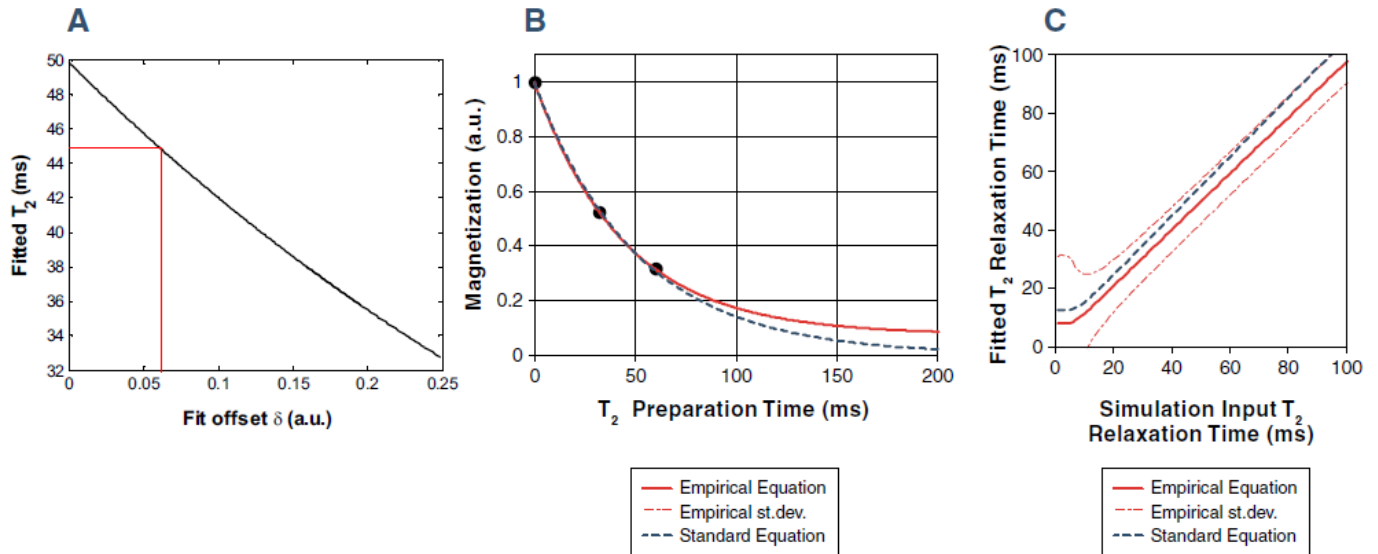 A
50
48
46
44
42
40
38
36
34
32
0
0.05
0.1
0.15
0.2
0.25
Fitted T2 (ms)
Fit offset δ (a.u.)
B
1
0.8
0.6
0.4
0.2
0
0
50
100
150
200
Magnetization (a.u.)
T2 Preparation Time (ms)
Empirical Equation
Empirical st.dev.
Standard Equation
C
100
80
60
40
20
0
0
20
40
60
80
100
Fitted T2 Relaxation Time (ms)
Simulation Input T2
Relaxation Time (ms)
Empirical Equation
Empirical st.dev.
Standard Equation